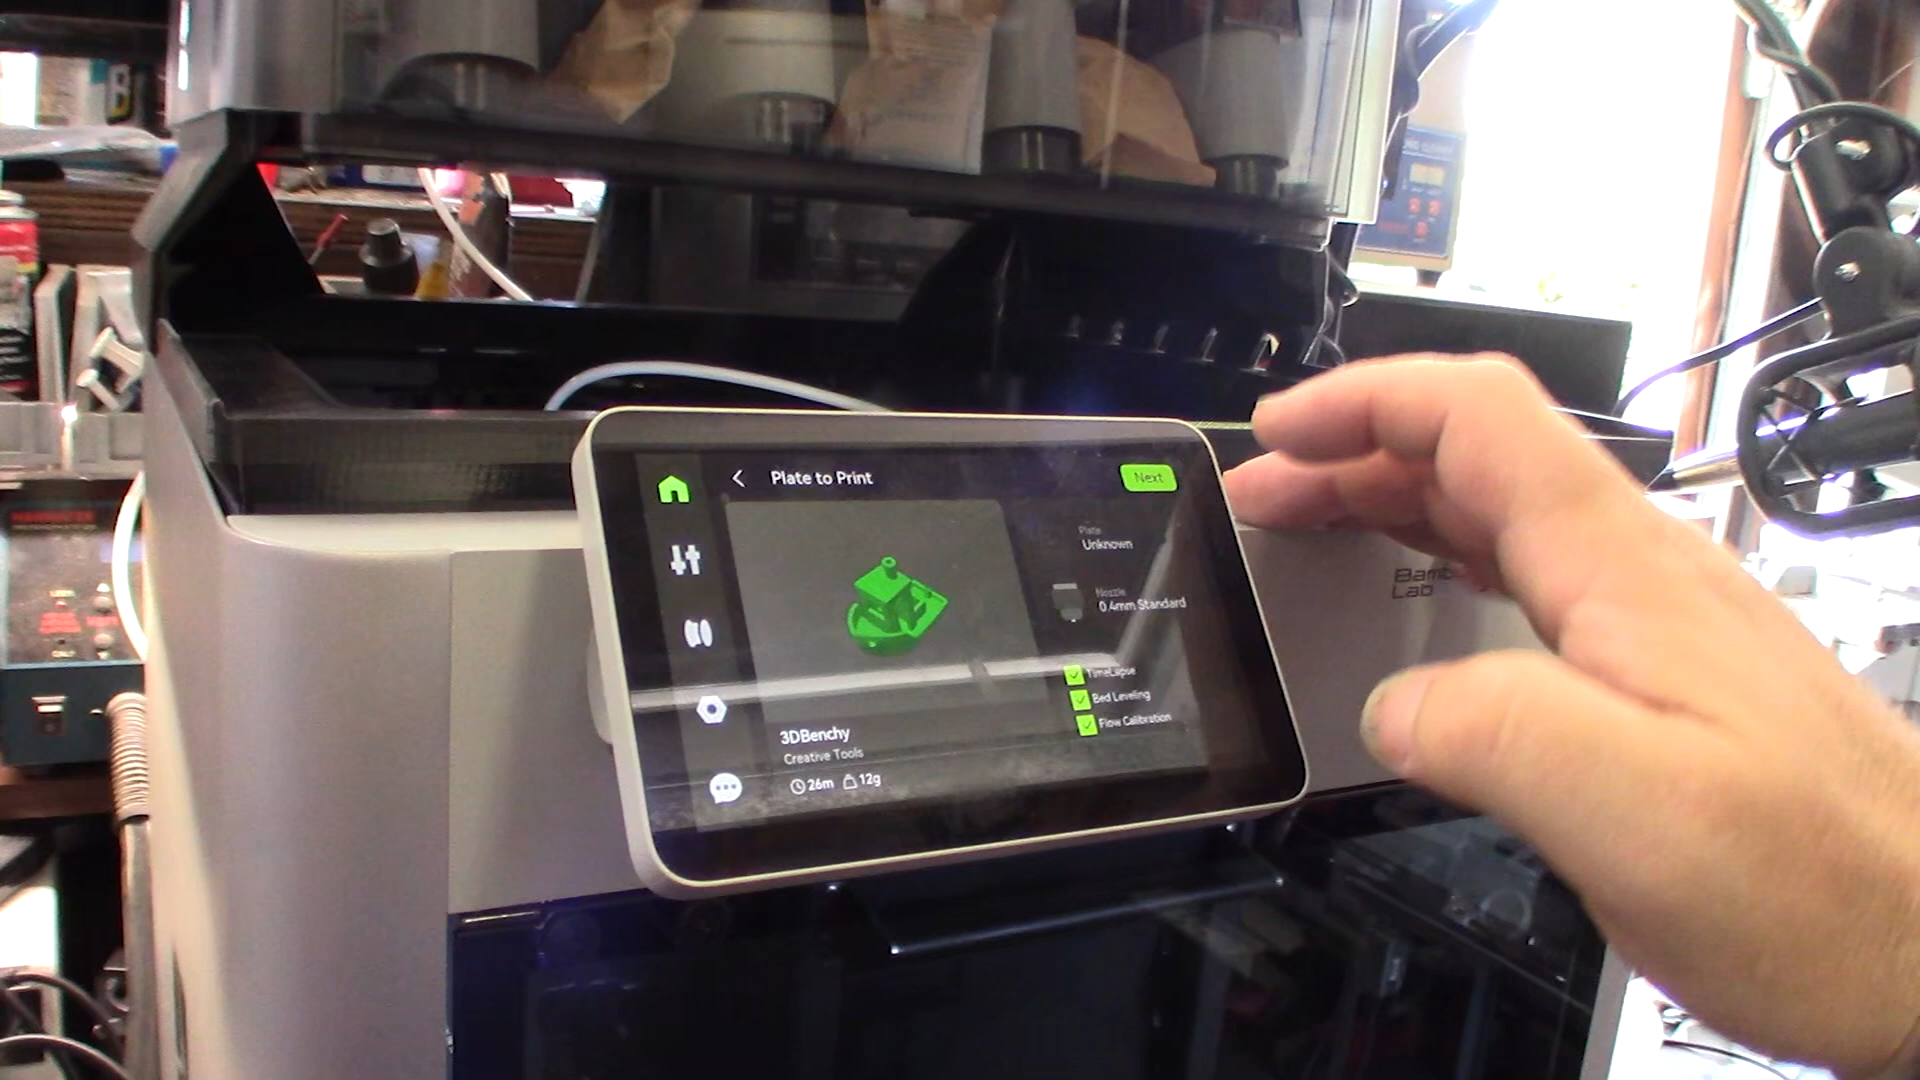 Plate to Print
Next
Plate
Unknown
Nozzle
0.4mm Standard
TimeLapse
Bed Leveling
Flow Calibration
3DBenchy
Creative Tools
26m 12g
Bamb
Lab
B